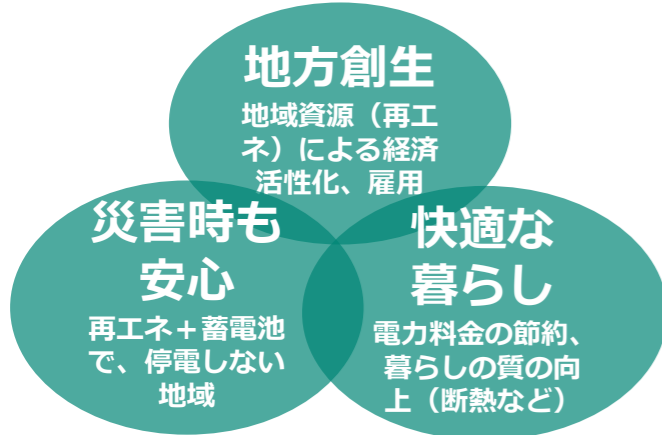 地方創生
地域資源（再エ
ネ）による経済
活性化、雇用
災害時も
安心
再エネ＋蓄電池
で、停電しない
地域
快適な
暮らし
電力料金の節約、
暮らしの質の向
上（断熱など）